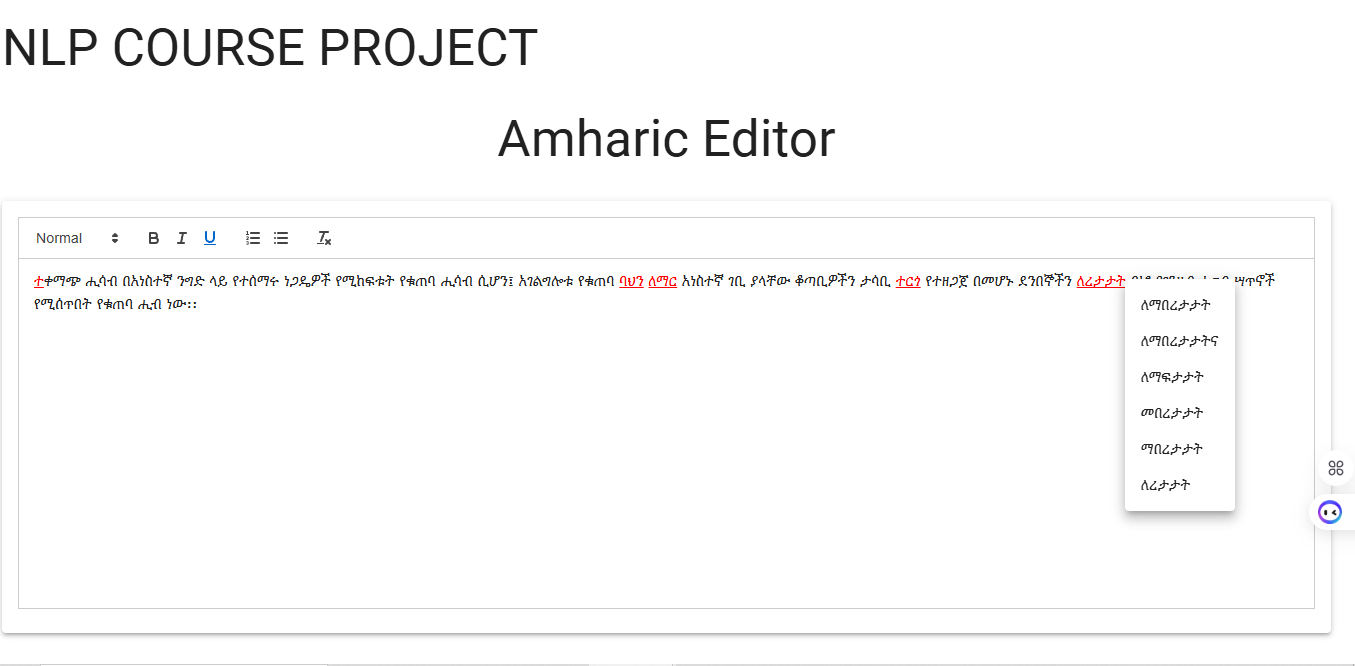 NLP COURSE PROJECT
Amharic Editor
Normal
ተቀማጭ ሒሳብ በአነስተኛ ንግድ ላይ የተሰማሩ ነጋዴዎች የሚከፍቱት የቁጠባ ሒሳብ ሲሆን፤ አገልግሎቱ የቁጠባ ባህን ለማር አነስተኛ ገቢ ያላቸው ቆጣቢዎችን ታሳቢ ተርጎ የተዘጋጀ በመሆኑ ደንበኞችን ለረታታት ሣጥኖች
የሚሰጥበት የቁጠባ ሒብ ነው፡፡
ለማበረታታት
ለማበረታታትና
ለማፍታታት
መበረታታት
ማበረታታት
ለረታታት